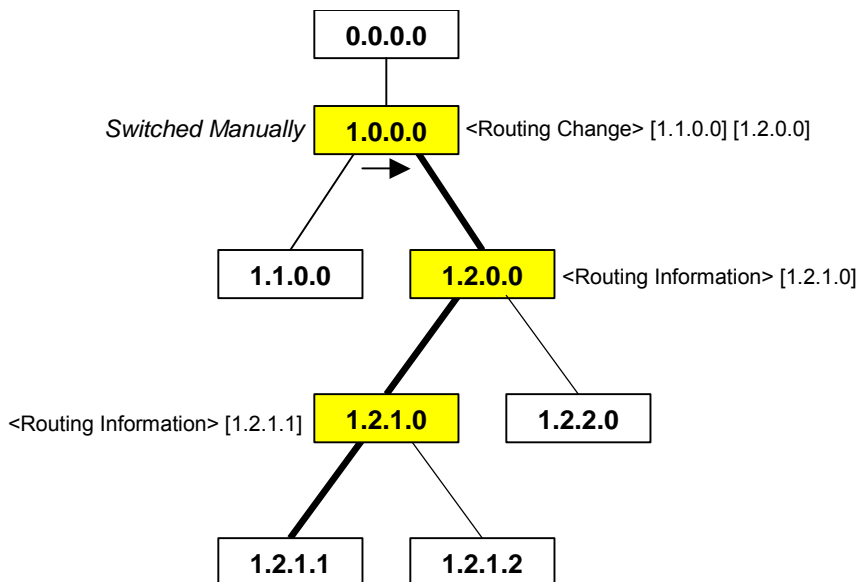 0.0.0.0
Switched Manually 1.0.0.0 <Routing Change> [1.1.0.0] [1.2.0.0]
1.1.0.0 1.2.0.0 <Routing Information> [1.2.1.0]
<Routing Information> [1.2.1.1] 1.2.1.0 1.2.2.0
1.2.1.1 1.2.1.2